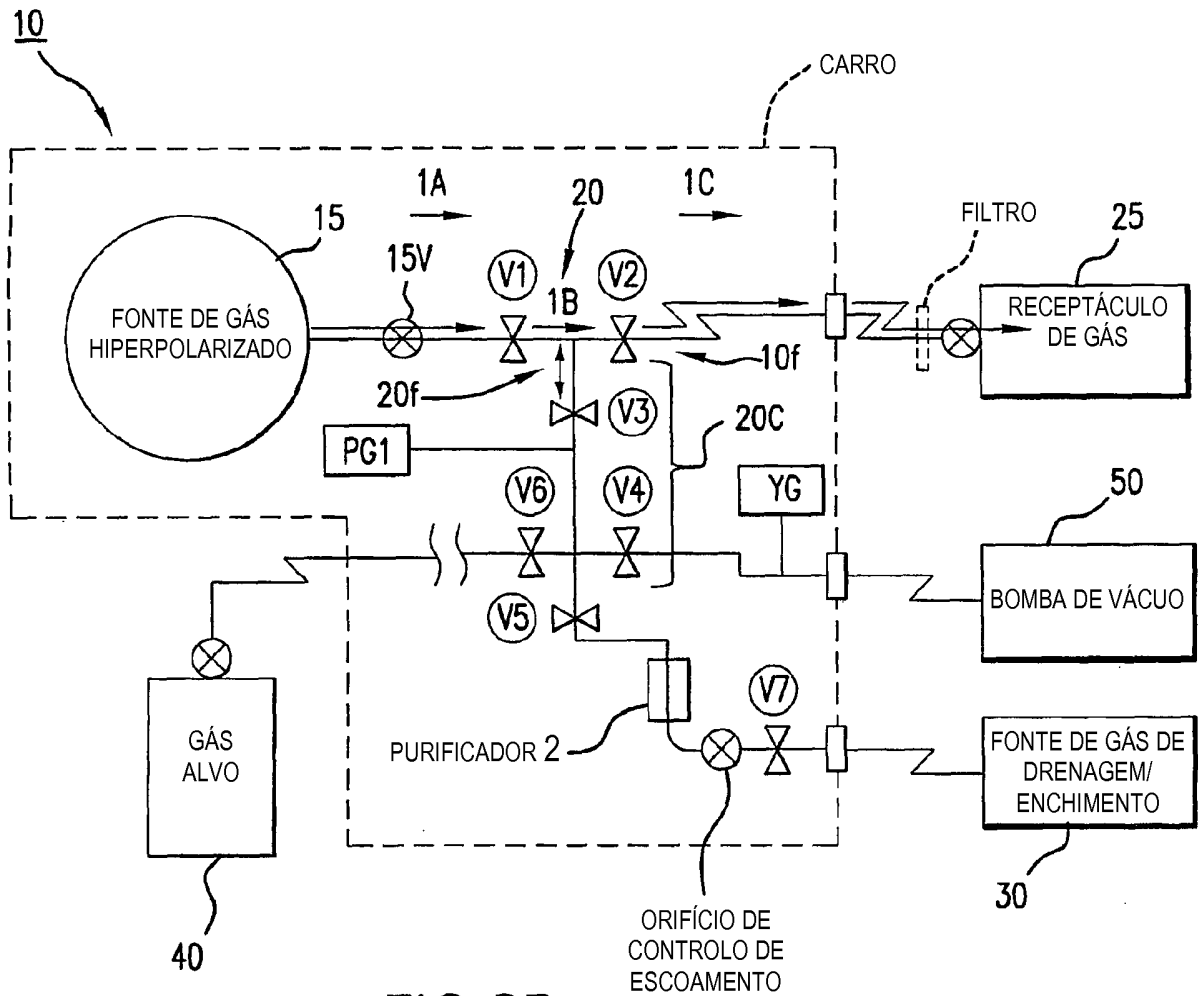 10
CARRO
1A
20
1C
FILTRO
25
15
15V
V1
V2
1B
FONTE DE GÁS
HIPERPOLARIZADO
RECEPTÁCULO
DE GÁS
20f
10f
V3
20C
PG1
V6
V4
YG
50
BOMBA DE VÁCUO
V5
V7
GÁS
ALVO
PURIFICADOR 2
FONTE DE GÁS DE
DRENAGEM/
ENCHIMENTO
40
30
ORIFÍCIO DE
CONTROLO DE
ESCOAMENTO